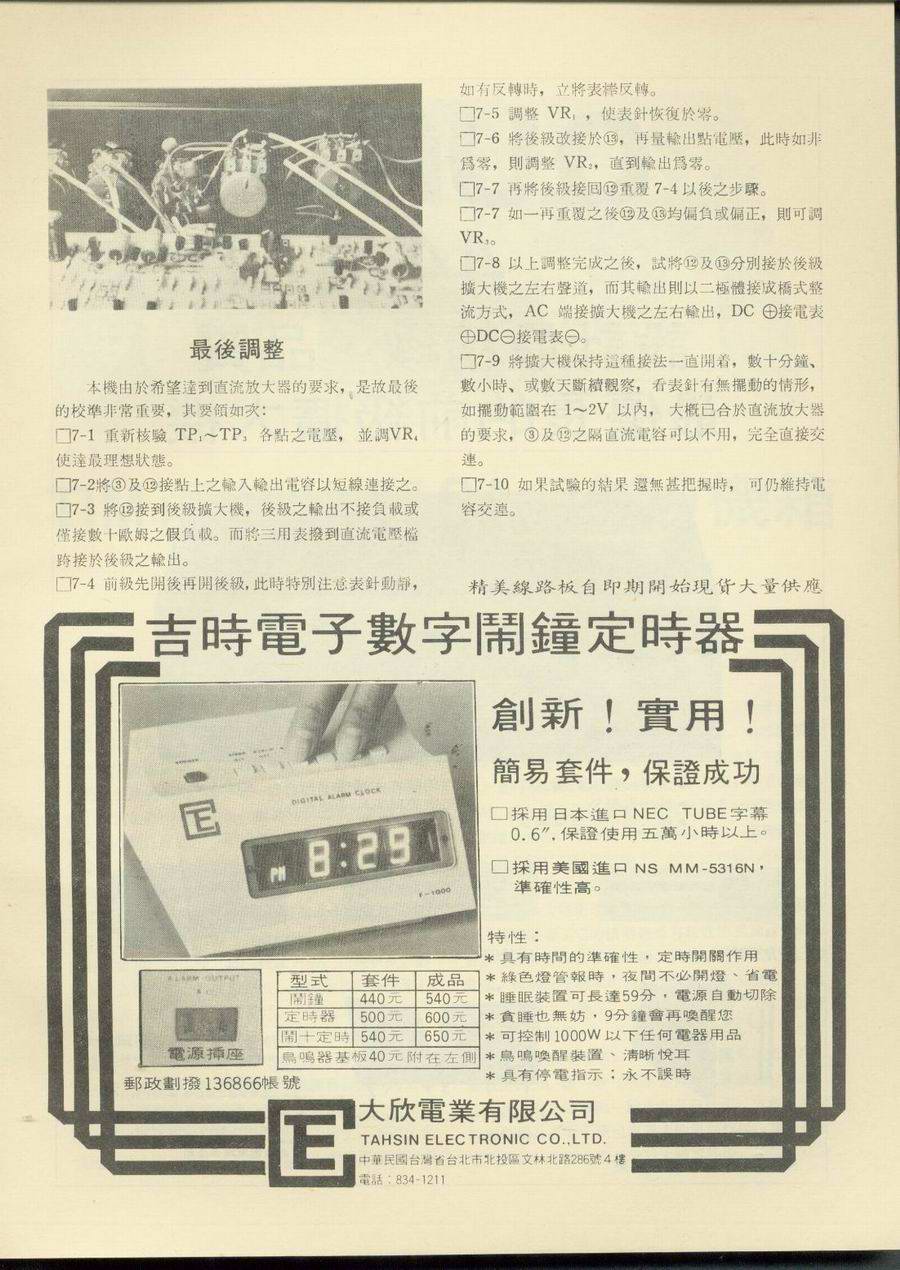 最後調整
本機由於希望達到直流放大器的要求，是故最後
的校準非常重要，其要領如次：
□7-1 重新核驗 TP₁～TP₃ 各點之電壓， 並調VR₄
使達最理想狀態。
□7-2將③及⑫接點上之輸入輸出電容以短線連接之。
□7-3 將⑫接到後級擴大機，後級之輸出不接負載或
僅接數十歐姆之假負載。而將三用表撥到直流電壓檔
跨接於後級之輸出。
□7-4 前級先開後再開後級，此時特別注意表針動靜，
如有反轉時，立將表棒反轉。
□7-5 調整 VR₁ ，使表針恢復於零。
□7-6 將後級改接於⑬，再量輸出點電壓，此時如非
爲零，則調整 VR₂，直到輸出爲零。
□7-7 再將後級接回⑫重覆 7-4 以後之步驟。
□7-7 如一再重覆之後⑫及⑬均偏負或偏正，則可調
VR₃。
□7-8 以上調整完成之後，試將⑫及⑬分別接於後級
擴大機之左右聲道，而其輸出則以二極體接成橋式整
流方式，AC 端接擴大機之左右輸出，DC ⊕接電表
⊕DC⊖接電表⊖。
□7-9 將擴大機保持這種接法一直開着，數十分鐘、
數小時、或數天斷續觀察，看表針有無擺動的情形，
如擺動範圍在 1～2V 以內， 大概已合於直流放大器
的要求，③及⑫之隔直流電容可以不用，完全直接交
連。
□7-10 如果試驗的結果還無甚把握時， 可仍維持電
容交連。
精美線路板自即期開始現貨大量供應
吉時電子數字鬧鐘定時器
創新！實用！
簡易套件，保證成功
□採用日本進口 NEC TUBE字幕
0.6″，保證使用五萬小時以上。
□採用美國進口 NS MM-5316N，
準確性高。
DIGITAL ALARM CLOCK
PM 8:29
F-1000
特性：
＊具有時間的準確性，定時開關作用
＊綠色燈管報時，夜間不必開燈、省電
＊睡眠裝置可長達59分，電源自動切除
＊貪睡也無妨，9分鐘會再喚醒您
＊可控制1000W以下任何電器用品
＊鳥鳴喚醒裝置、清晰悅耳
＊具有停電指示；永不誤時
ALARM OUTPUT
電源插座
型式 套件 成品
鬧鐘 440元 540元
定時器 500元 600元
鬧十定時 540元 650元
鳥鳴器基板40元附在左側
郵政劃撥136866帳號
大欣電業有限公司
TAHSIN ELECTRONIC CO.,LTD.
中華民國台灣省台北市北投區文林北路286號4樓
電話：834-1211